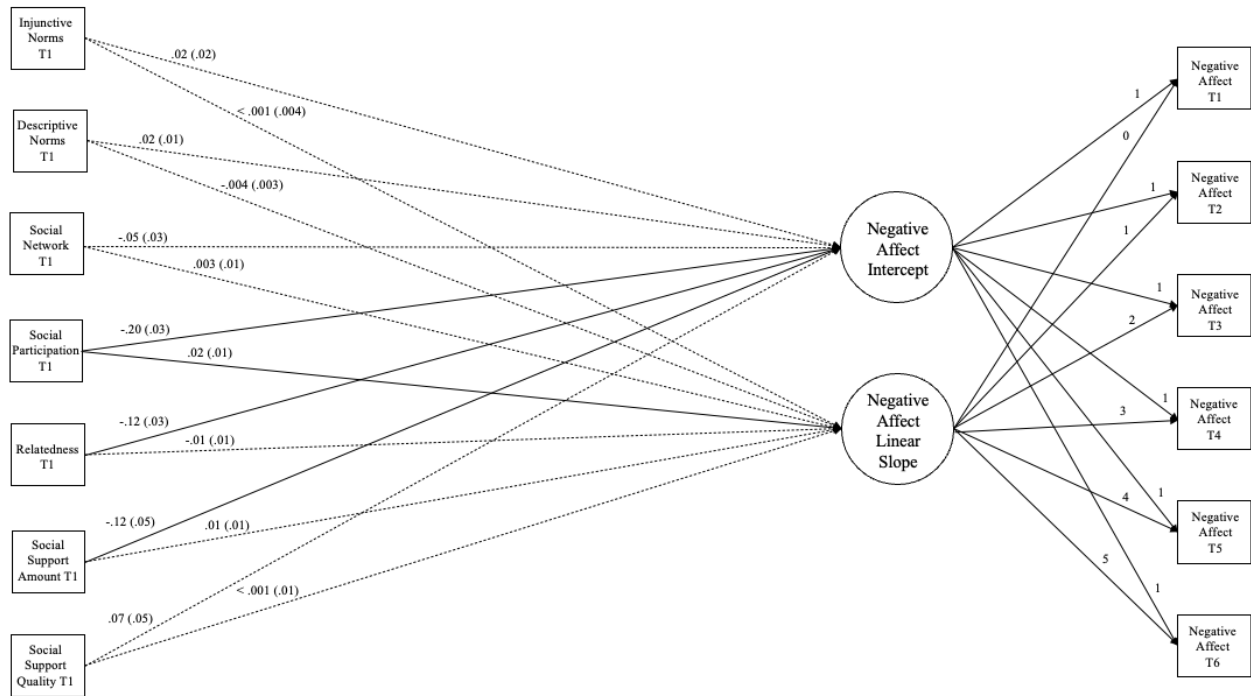 Injunctive
Norms
T1
Descriptive
Norms
T1
Social
Network
T1
Social
Participation
T1
Relatedness
T1
Social
Support
Amount T1
Social
Support
Quality T1
.02 (.02)
< .001 (.004)
.02 (.01)
-.004 (.003)
-.05 (.03)
.003 (.01)
-.20 (.03)
.02 (.01)
-.12 (.03)
-.01 (.01)
-.12 (.05)
.01 (.01)
.07 (.05)
< .001 (.01)
Negative
Affect
Intercept
Negative
Affect
Linear
Slope
1
0
1
1
1
2
1
3
1
4
1
5
Negative
Affect
T1
Negative
Affect
T2
Negative
Affect
T3
Negative
Affect
T4
Negative
Affect
T5
Negative
Affect
T6